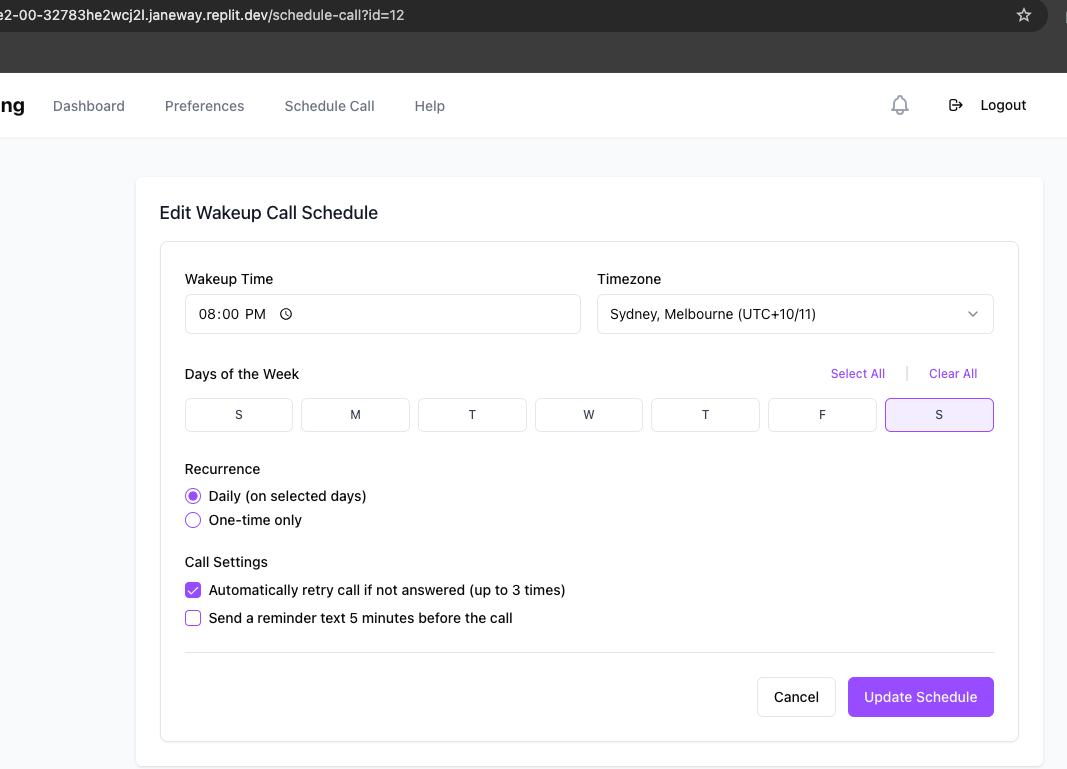 e2-00-32783he2wcj2l.janeway.replit.dev/schedule-call?id=12
ng Dashboard Preferences Schedule Call Help Logout
Edit Wakeup Call Schedule
Wakeup Time Timezone
08:00 PM Sydney, Melbourne (UTC+10/11)
Days of the Week Select All | Clear All
S M T W T F S
Recurrence
Daily (on selected days)
One-time only
Call Settings
Automatically retry call if not answered (up to 3 times)
Send a reminder text 5 minutes before the call
Cancel Update Schedule